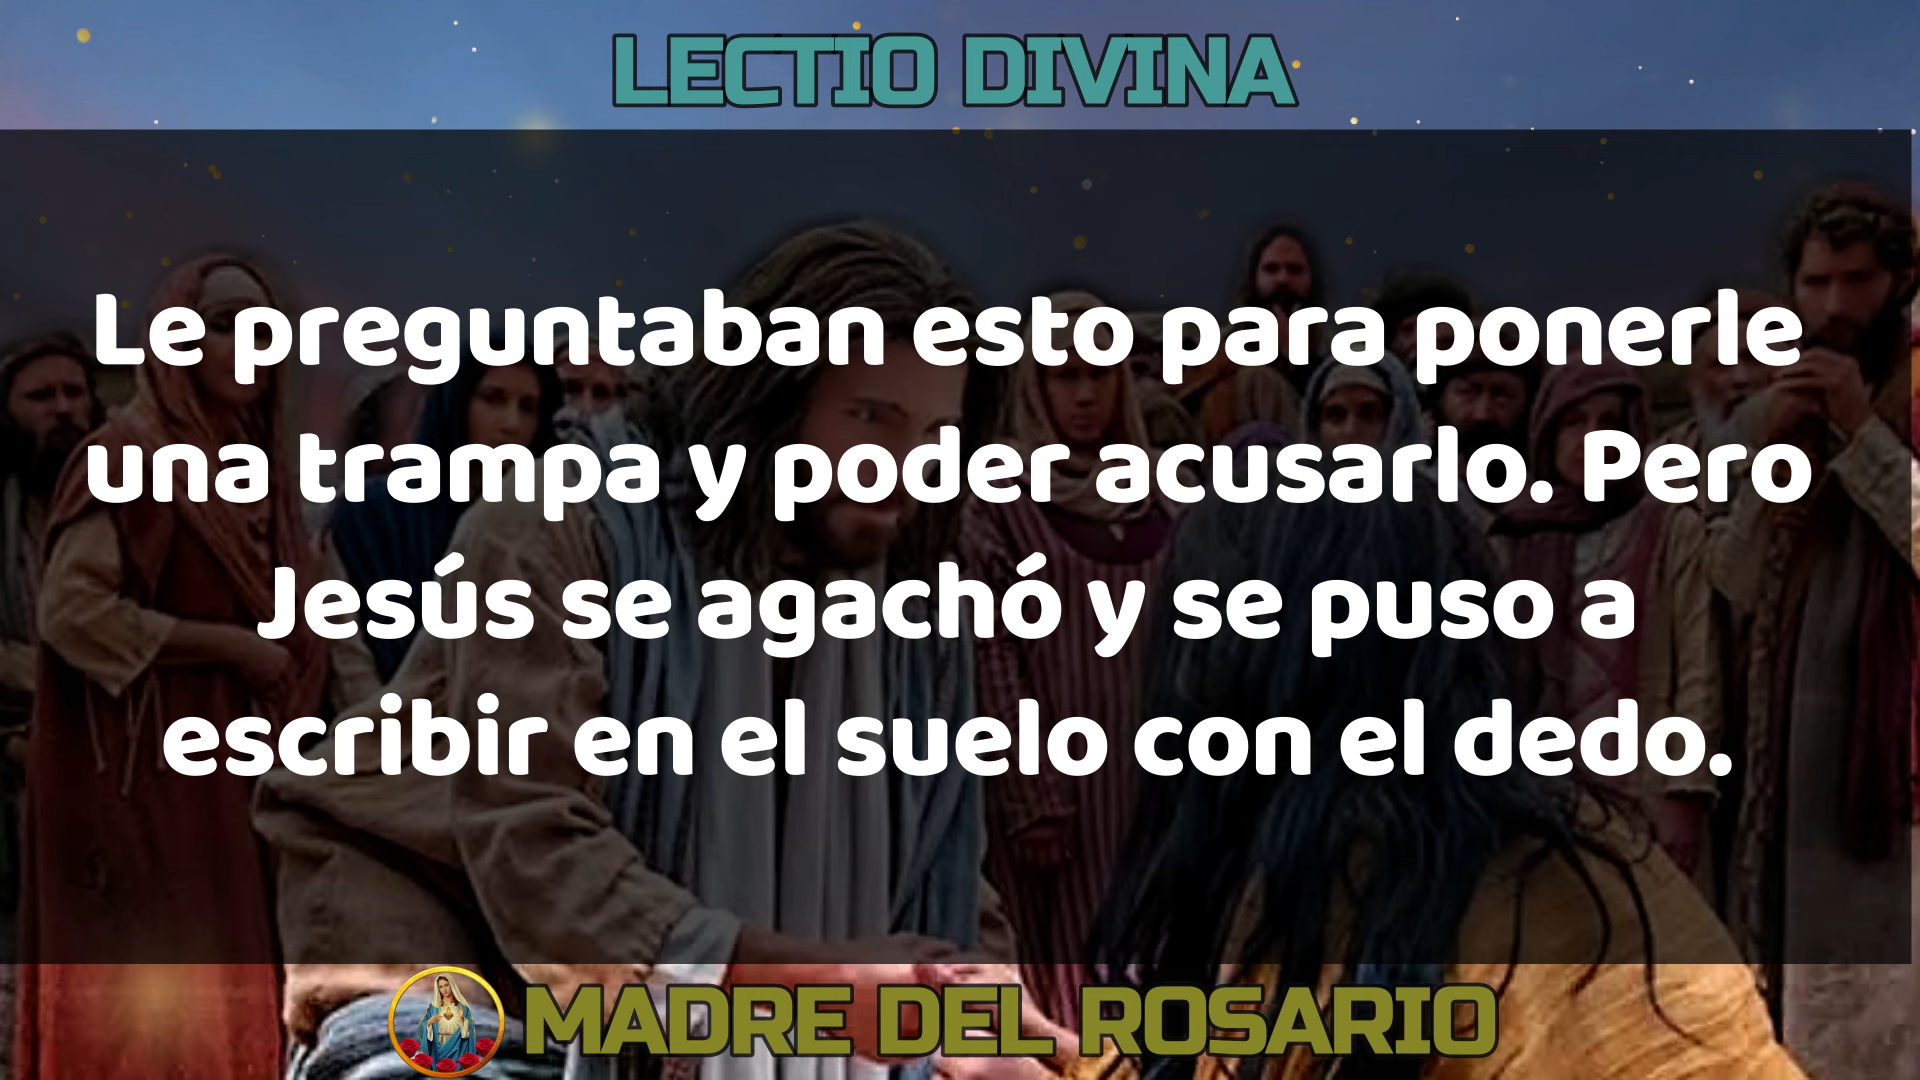 LECTIO DIVINA
Le preguntaban esto para ponerle
una trampa y poder acusarlo. Pero
Jesús se agachó y se puso a
escribir en el suelo con el dedo.
MADRE DEL ROSARIO